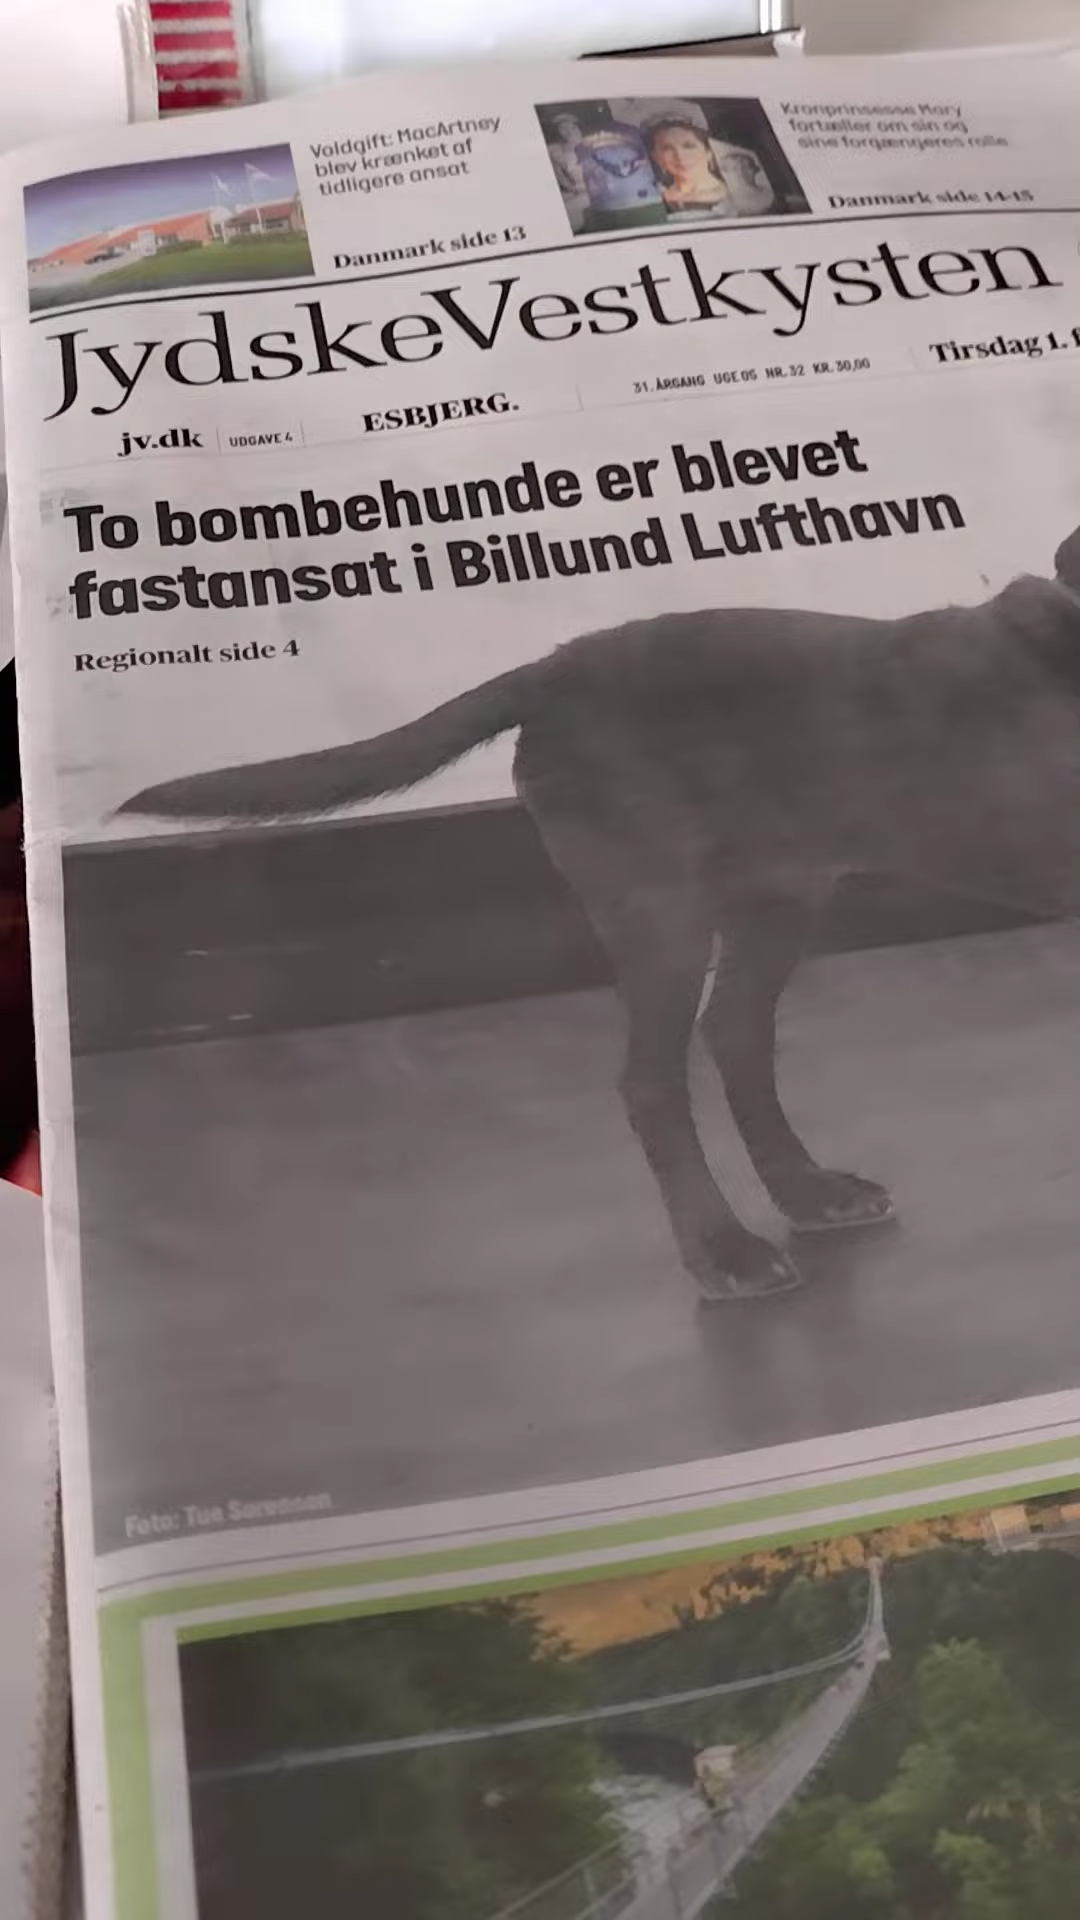 Voldgift: MacArtney
blev krænket af
tidligere ansat
Danmark side 13
Kronprinsesse Mary
fortæller om sin og
sine forgængeres rolle
Danmark side 14-15
JydskeVestkysten
jv.dk
UDGAVE 4
ESBJERG.
31. ÅRGANG UGE 05 NR. 32 KR. 30,00
Tirsdag 1.
To bombehunde er blevet
fastansat i Billund Lufthavn
Regionalt side 4
Foto: Tue Sørensen